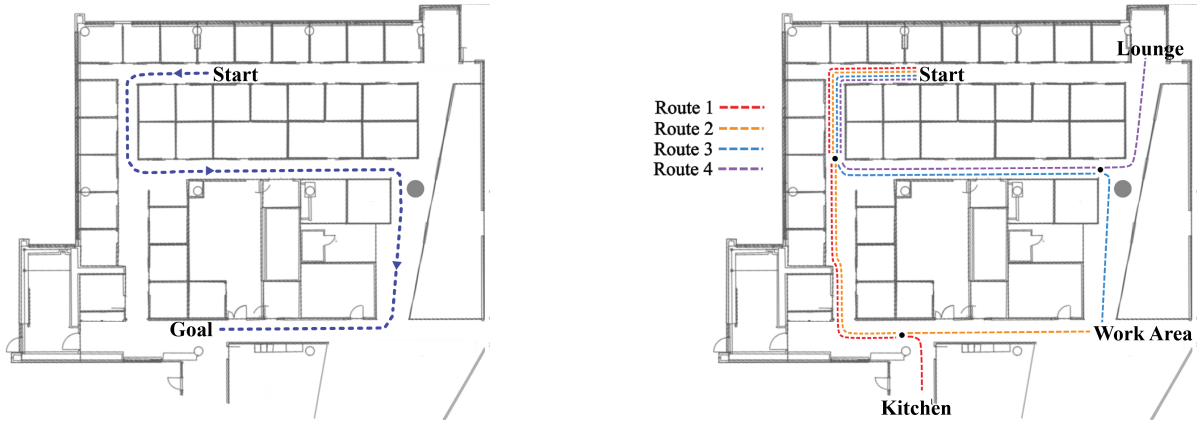 Start
Goal
Lounge
Start
Route 1
Route 2
Route 3
Route 4
Work Area
Kitchen